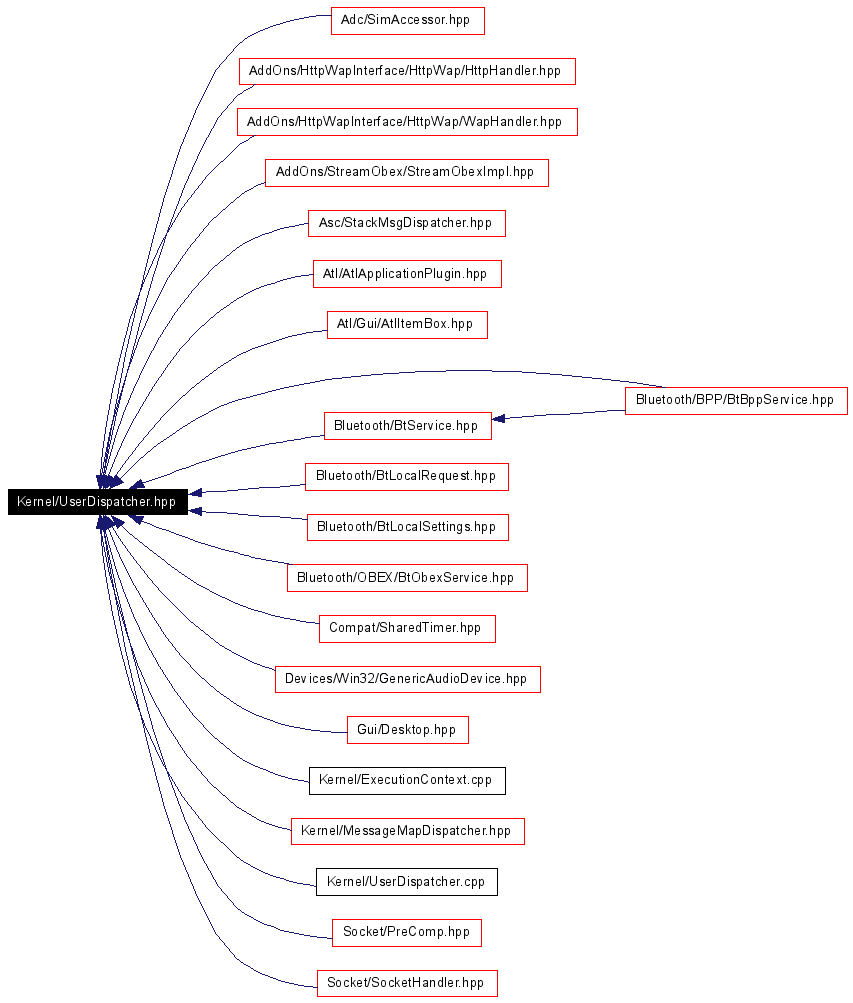 Adc/SimAccessor.hpp
AddOns/HttpWapInterface/HttpWap/HttpHandler.hpp
AddOns/HttpWapInterface/HttpWap/WapHandler.hpp
AddOns/StreamObex/StreamObexImpl.hpp
Asc/StackMsgDispatcher.hpp
Atl/AtlApplicationPlugin.hpp
Atl/Gui/AtlItemBox.hpp
Bluetooth/BPP/BtBppService.hpp
Bluetooth/BtService.hpp
Bluetooth/BtLocalRequest.hpp
Kernel/UserDispatcher.hpp
Bluetooth/BtLocalSettings.hpp
Bluetooth/OBEX/BtObexService.hpp
Compat/SharedTimer.hpp
Devices/Win32/GenericAudioDevice.hpp
Gui/Desktop.hpp
Kernel/ExecutionContext.cpp
Kernel/MessageMapDispatcher.hpp
Kernel/UserDispatcher.cpp
Socket/PreComp.hpp
Socket/SocketHandler.hpp